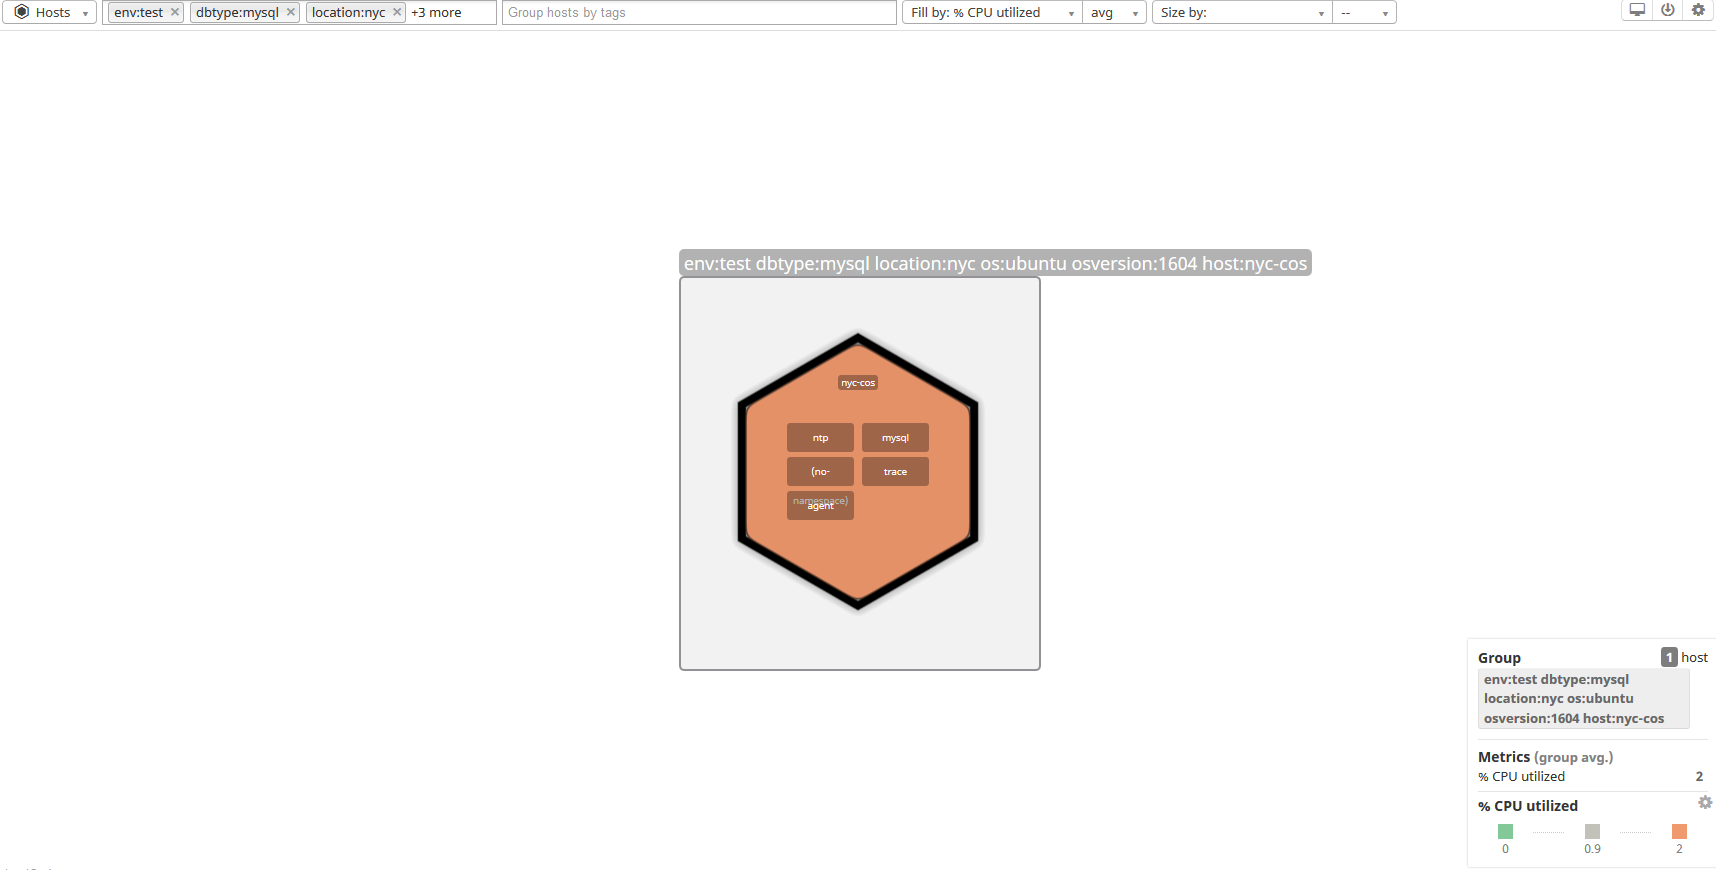 Hosts env:test dbtype:mysql location:nyc +3 more Group hosts by tags Fill by: % CPU utilized avg Size by: --
env:test dbtype:mysql location:nyc os:ubuntu osversion:1604 host:nyc-cos
nyc-cos
ntp mysql
(no- trace
namespace)
agent
Group 1 host
env:test dbtype:mysql
location:nyc os:ubuntu
osversion:1604 host:nyc-cos
Metrics (group avg.)
% CPU utilized 2
% CPU utilized
0 0.9 2